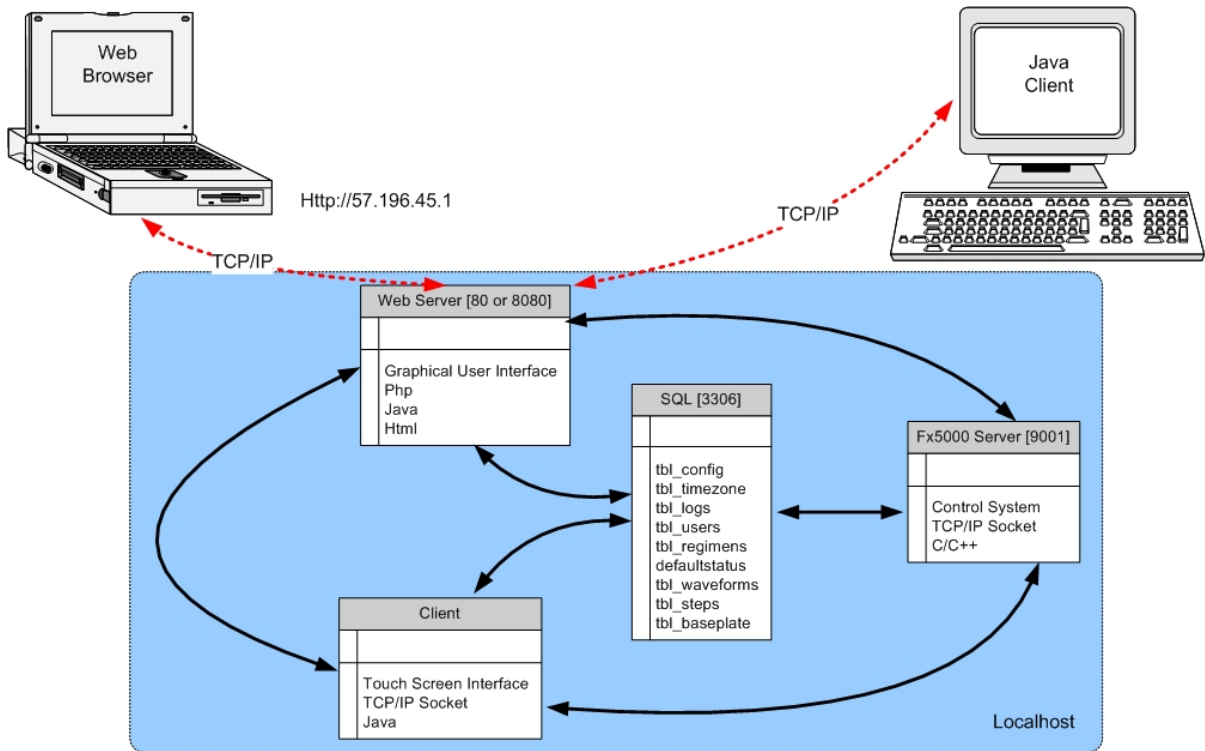 Web
Browser
Java
Client
Http://57.196.45.1
TCP/IP
TCP/IP
Web Server [80 or 8080]
Graphical User Interface
Php
Java
Html
SQL [3306]
tbl_config
tbl_timezone
tbl_logs
tbl_users
tbl_regimens
defaultstatus
tbl_waveforms
tbl_steps
tbl_baseplate
Fx5000 Server [9001]
Control System
TCP/IP Socket
C/C++
Client
Touch Screen Interface
TCP/IP Socket
Java
Localhost